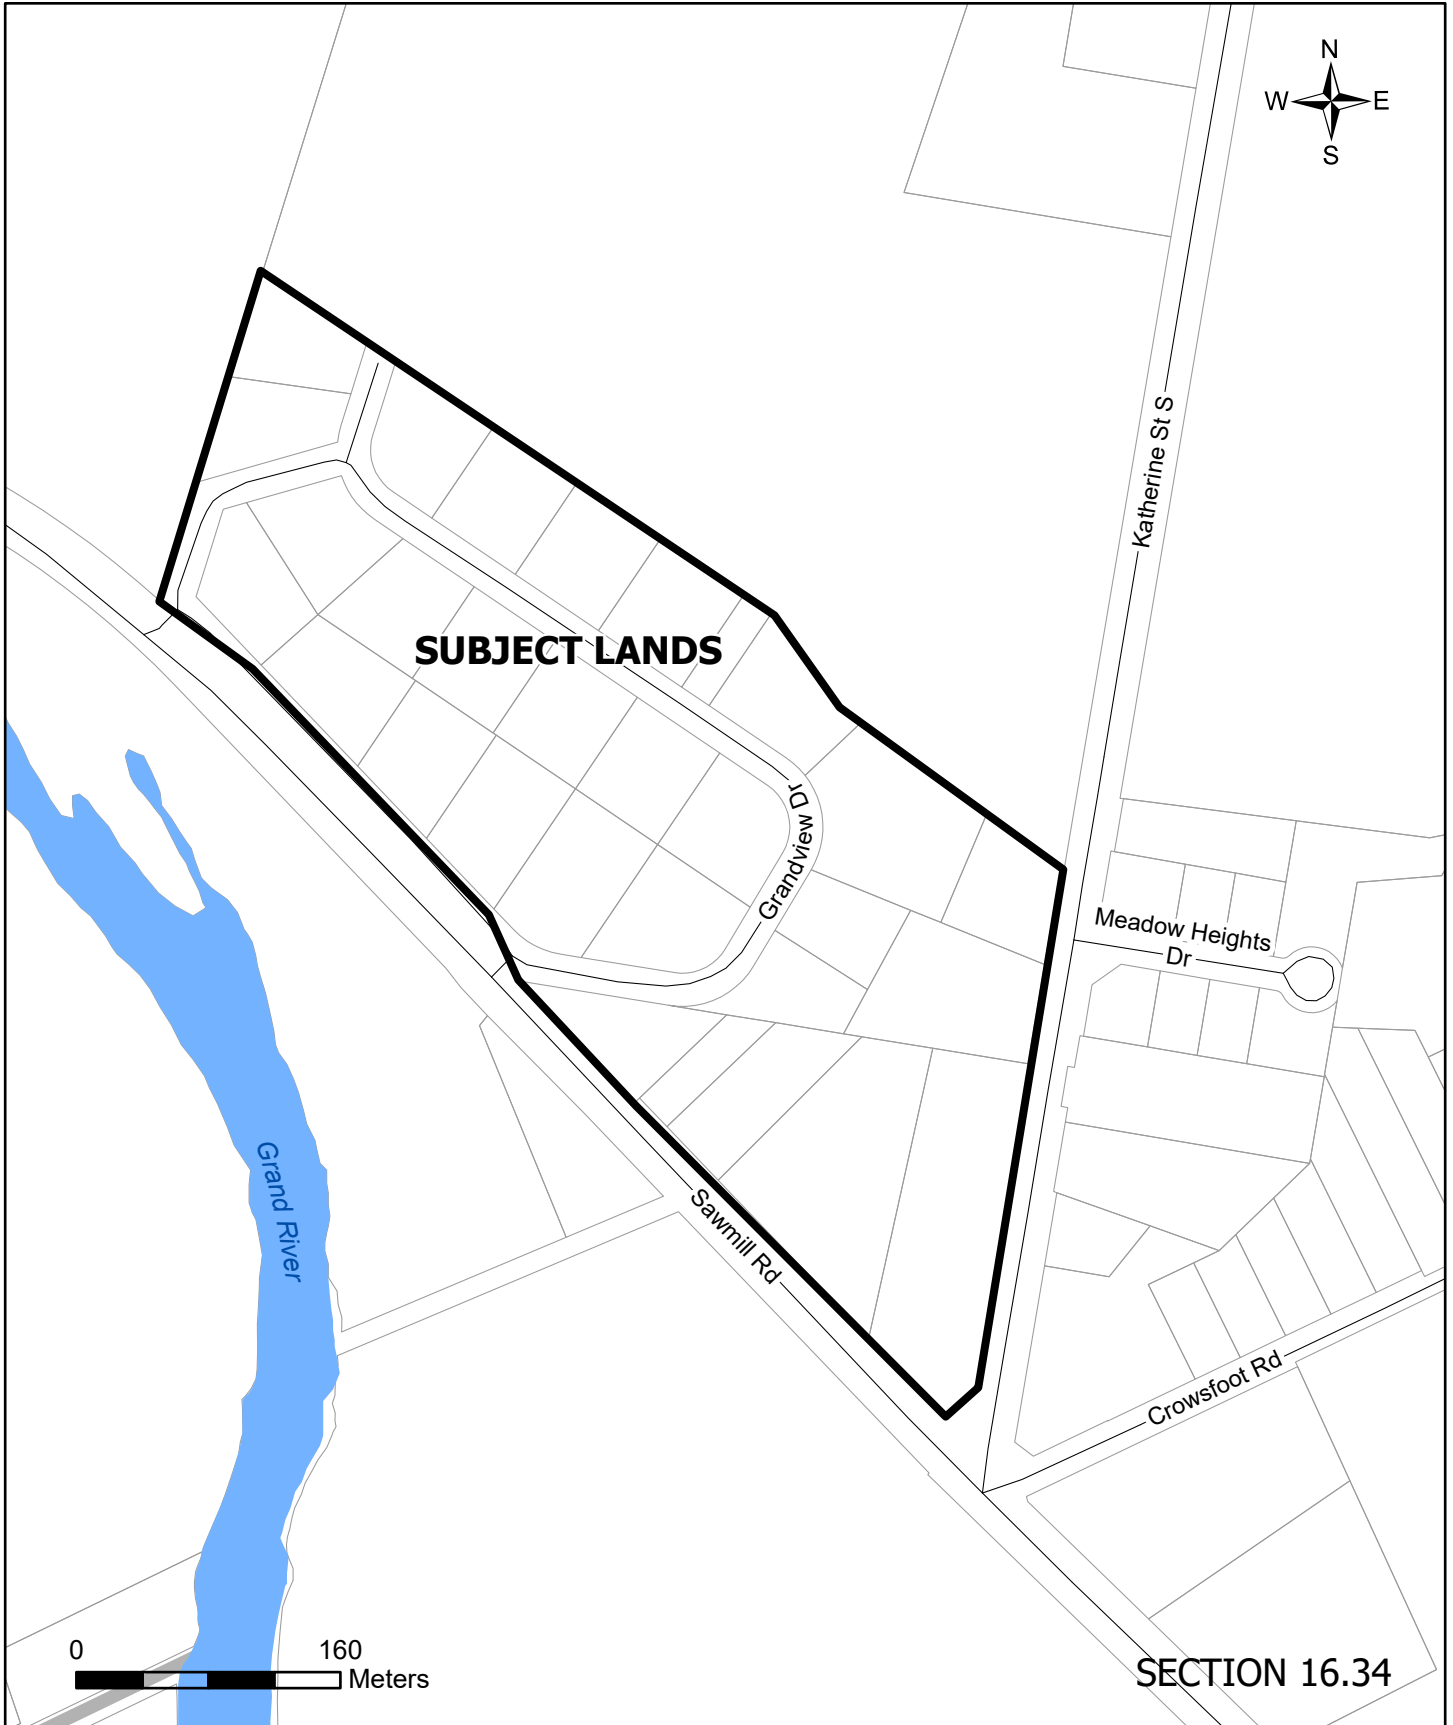 N
W E
S
Katherine St S
SUBJECT LANDS
Grandview Dr
Meadow Heights
Dr
Grand River
Sawmill Rd
Crowsfoot Rd
0 160
Meters
SECTION 16.34